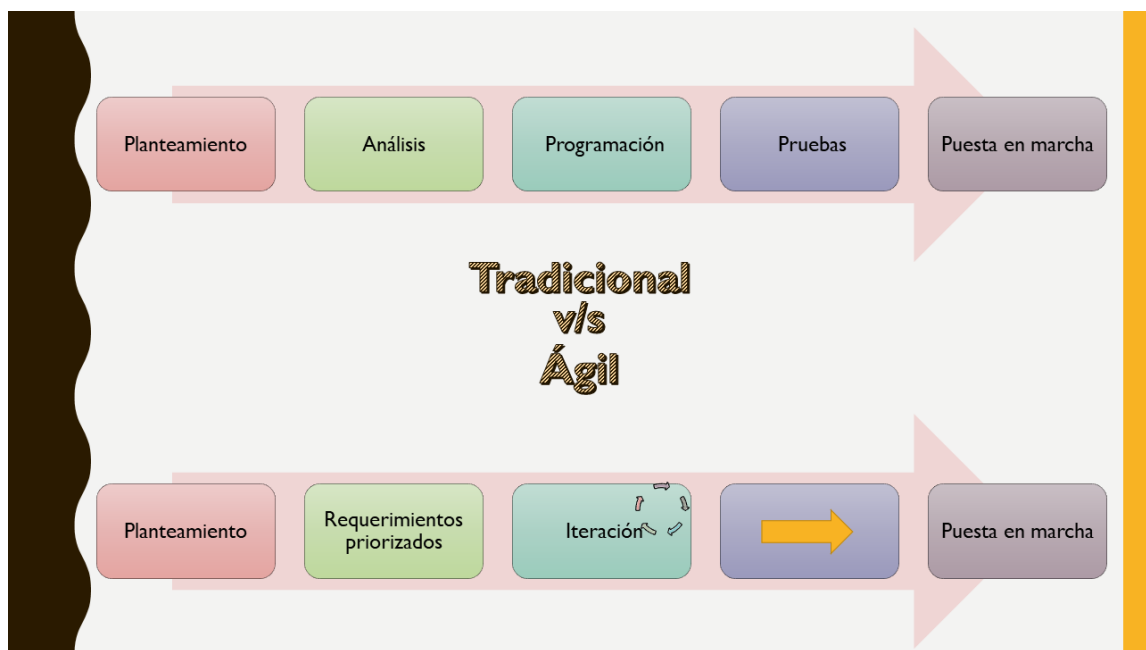 Planteamiento
Análisis
Programación
Pruebas
Puesta en marcha
Tradicional
v/s
Ágil
Planteamiento
Requerimientos
priorizados
Iteración
Puesta en marcha